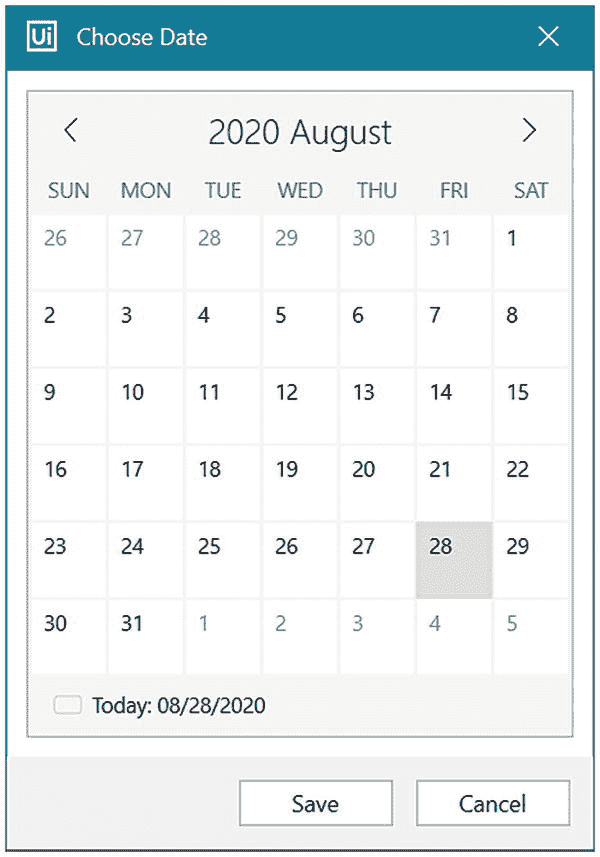 Ui Choose Date
2020 August
SUN MON TUE WED THU FRI SAT
26 27 28 29 30 31 1
2 3 4 5 6 7 8
9 10 11 12 13 14 15
16 17 18 19 20 21 22
23 24 25 26 27 28 29
30 31 1 2 3 4 5
Today: 08/28/2020
Save Cancel